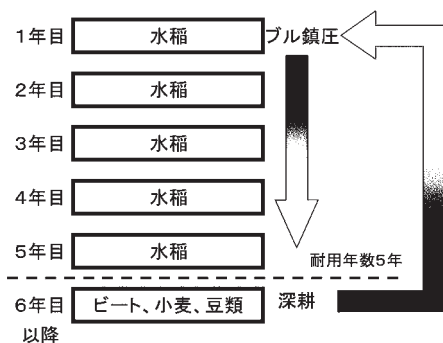 1年目 水稲 ブル鎮圧
2年目 水稲
3年目 水稲
4年目 水稲
5年目 水稲 耐用年数5年
6年目 ビート、小麦、豆類 深耕
以降